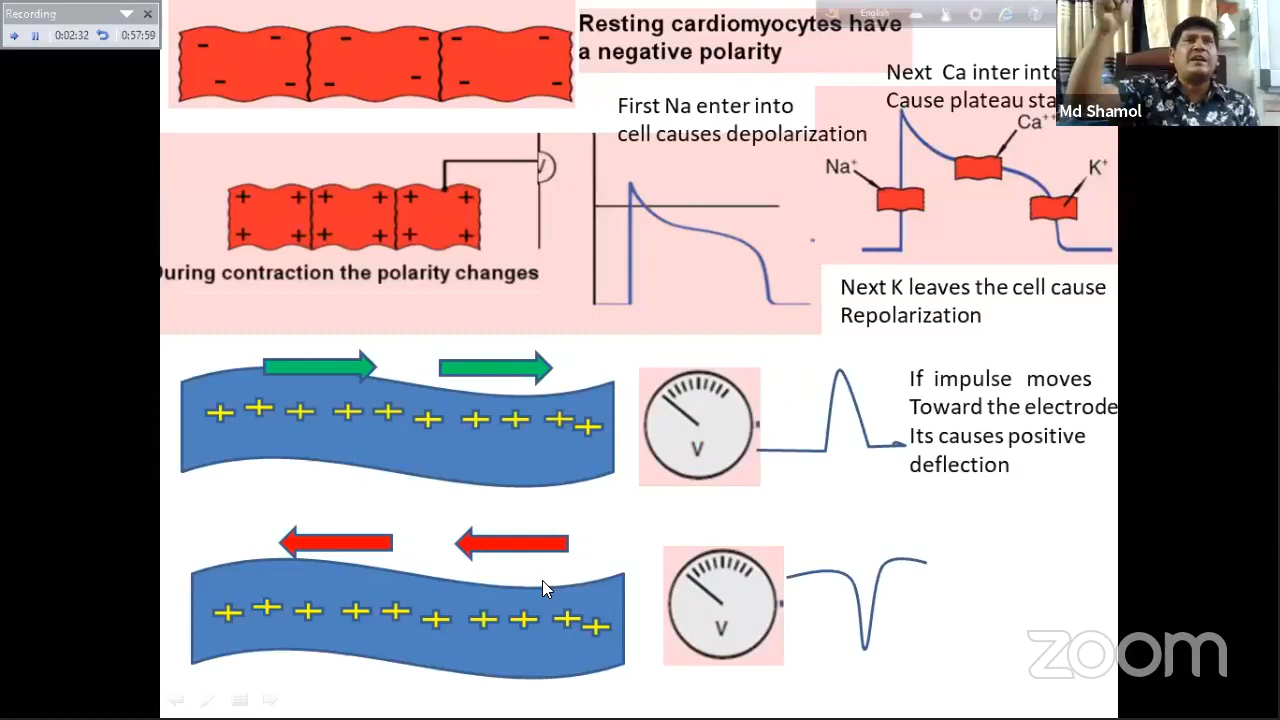 Recording
0:02:32
0:57:59
English
Md Shamol
Resting cardiomyocytes have
a negative polarity
First Na enter into
cell causes depolarization
Next Ca inter into
Cause plateau sta
Na+
Ca++
K+
V
During contraction the polarity changes
Next K leaves the cell cause
Repolarization
V
If impulse moves
Toward the electrode
Its causes positive
deflection
V
zoom